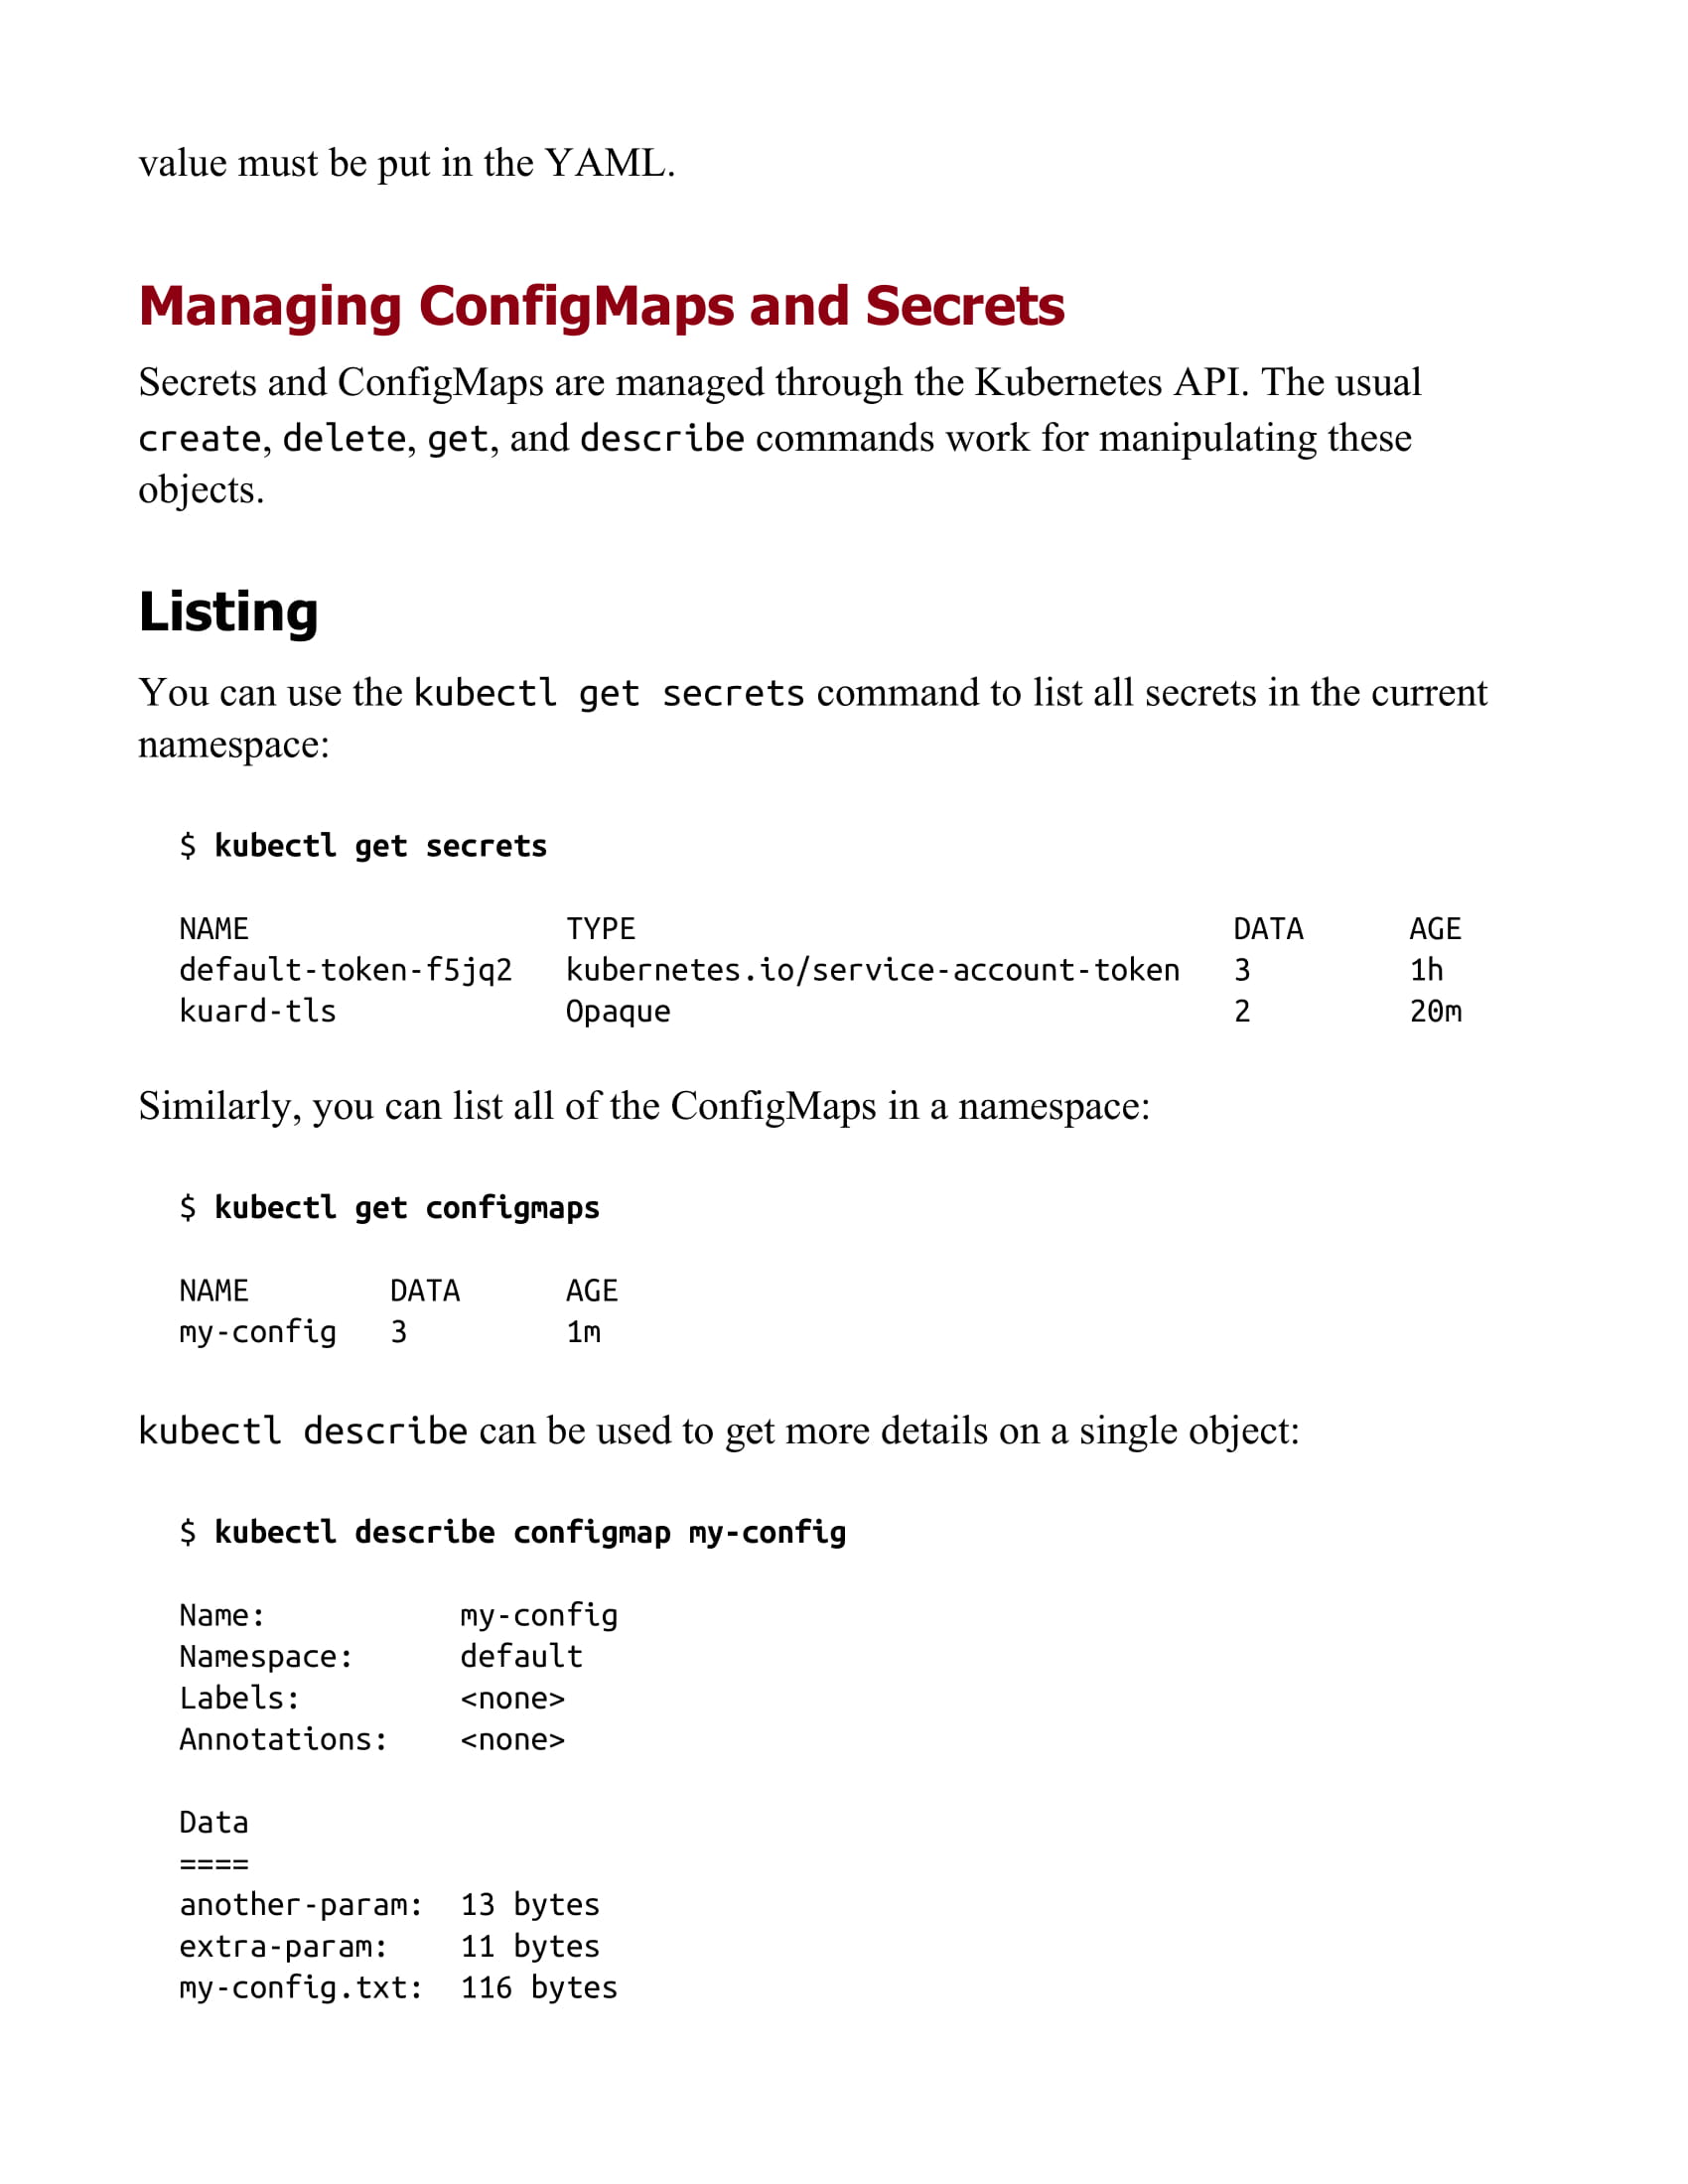 value must be put in the YAML.
Managing ConfigMaps and Secrets
Secrets and ConfigMaps are managed through the Kubernetes API. The usual
create, delete, get, and describe commands work for manipulating these
objects.
Listing
You can use the kubectl get secrets command to list all secrets in the current
namespace:
$ kubectl get secrets
NAME                  TYPE                                  DATA      AGE
default-token-f5jq2   kubernetes.io/service-account-token   3         1h
kuard-tls             Opaque                                2         20m
Similarly, you can list all of the ConfigMaps in a namespace:
$ kubectl get configmaps
NAME        DATA      AGE
my-config   3         1m
kubectl describe can be used to get more details on a single object:
$ kubectl describe configmap my-config
Name:           my-config
Namespace:      default
Labels:         <none>
Annotations:    <none>
Data
====
another-param:  13 bytes
extra-param:    11 bytes
my-config.txt:  116 bytes